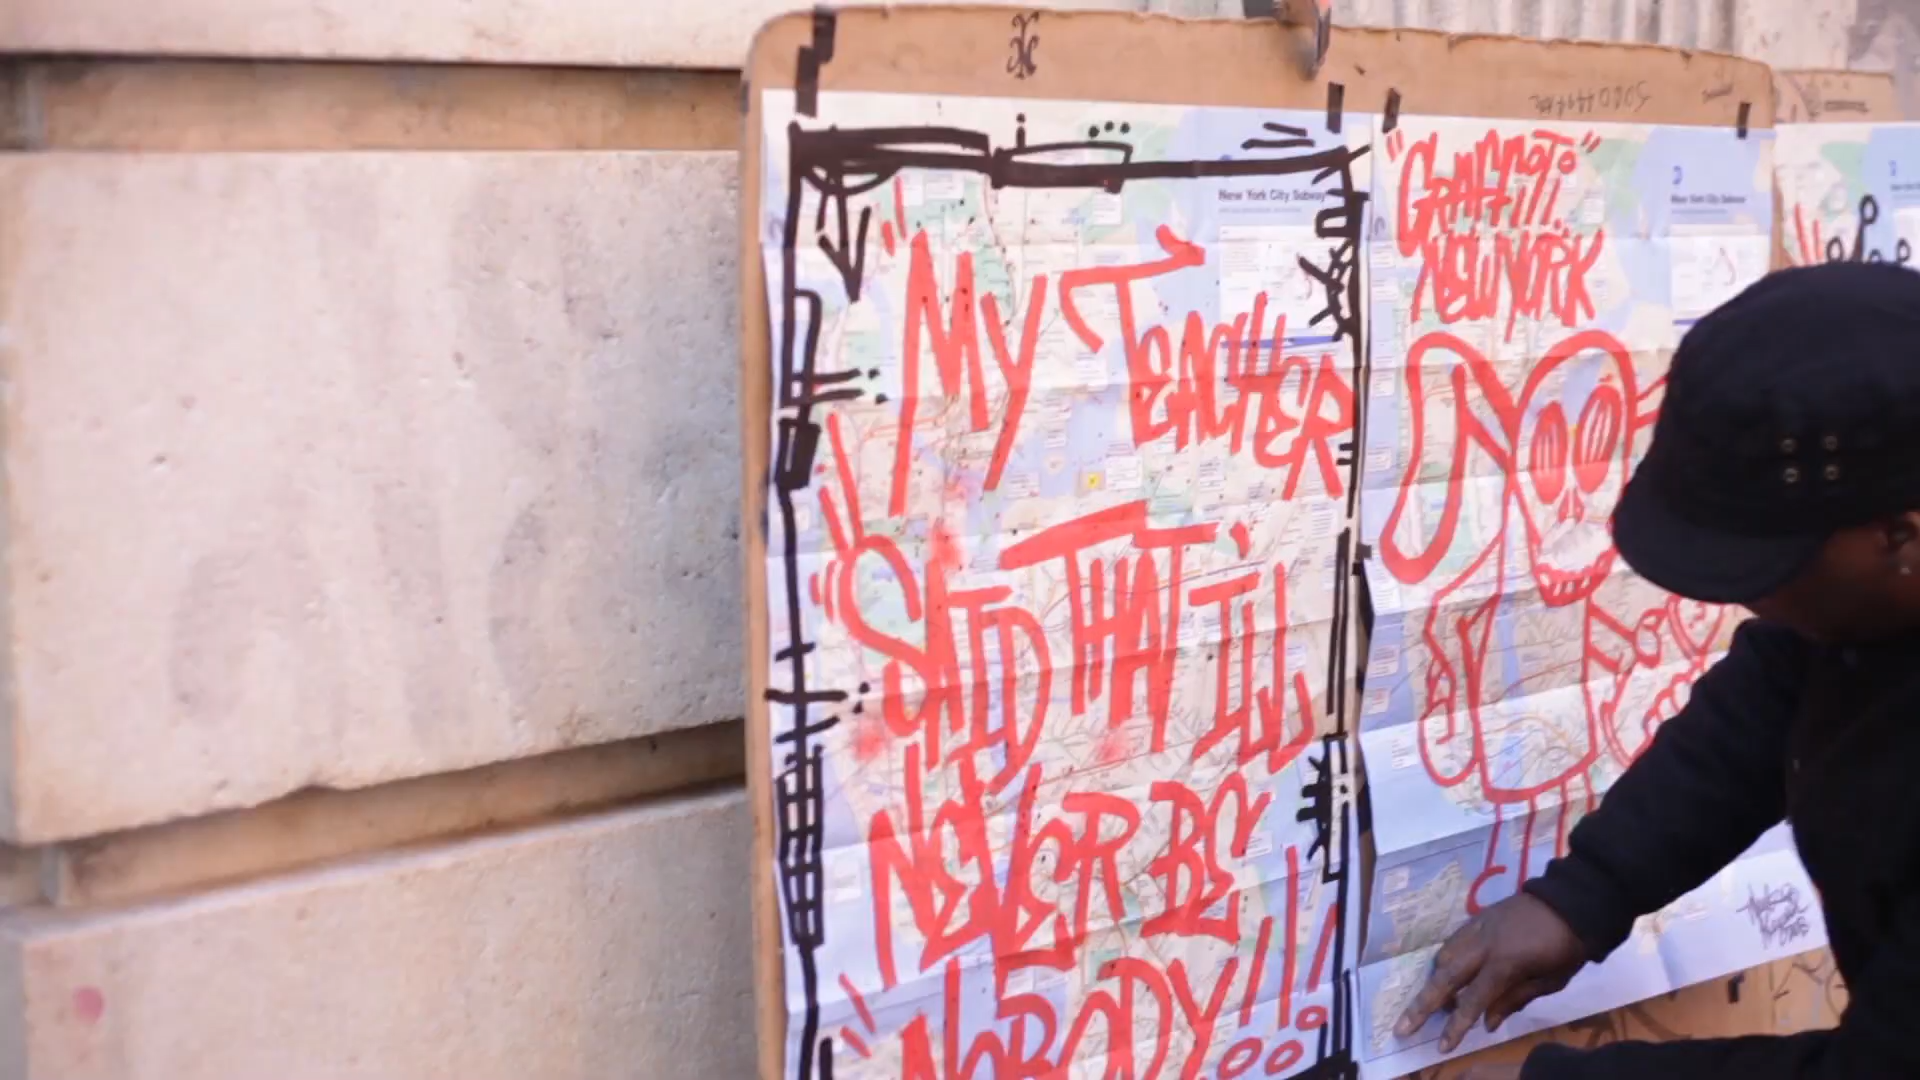 "MY TEACHER
SAID THAT I'LL
NEVER BE
NOBODY!!
New York City Subway
"GRAFFITI"
NEW YORK
New York City Subway